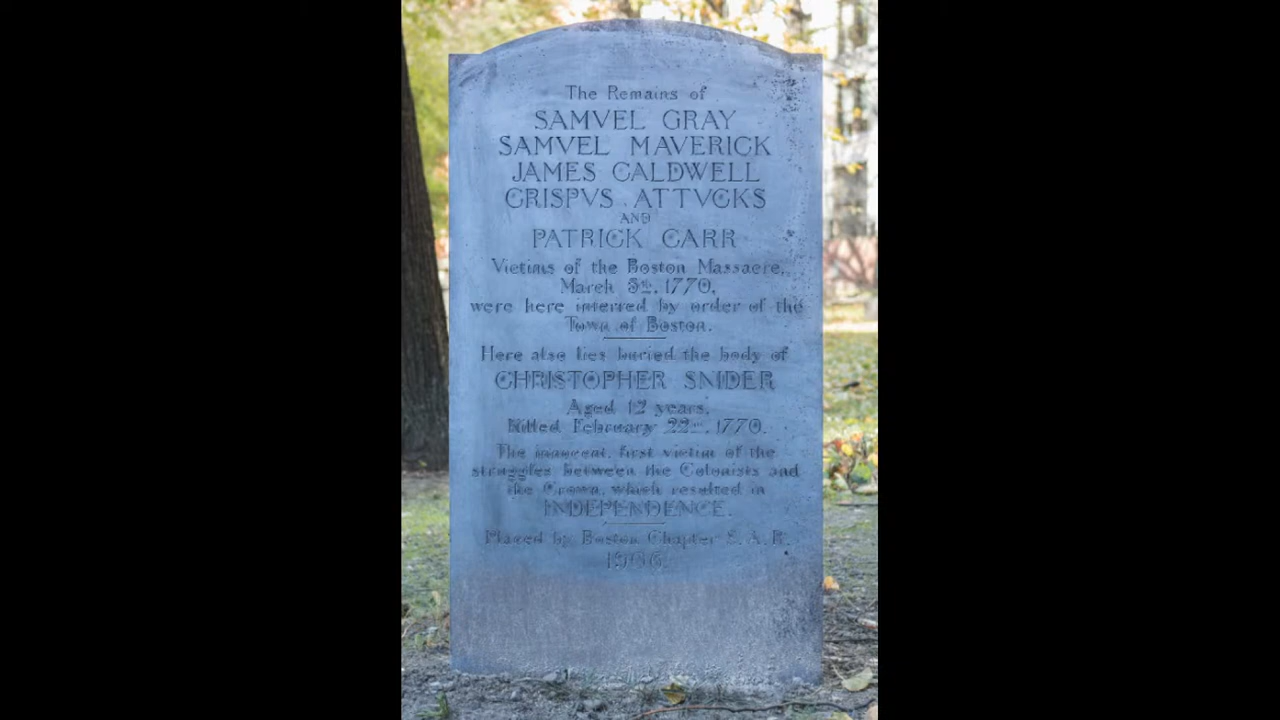 The Remains of
SAMVEL GRAY
SAMVEL MAVERICK
JAMES CALDWELL
CRISPVS ATTVCKS
AND
PATRICK CARR
Victims of the Boston Massacre,
March 5th, 1770,
were here interred by order of the
Town of Boston.
Here also lies buried the body of
CHRISTOPHER SNIDER
Aged 12 years,
Killed February 22nd, 1770.
The innocent, first victim of the
struggles between the Colonists and
the Crown, which resulted in
INDEPENDENCE.
Placed by Boston Chapter S. A. R.
1906